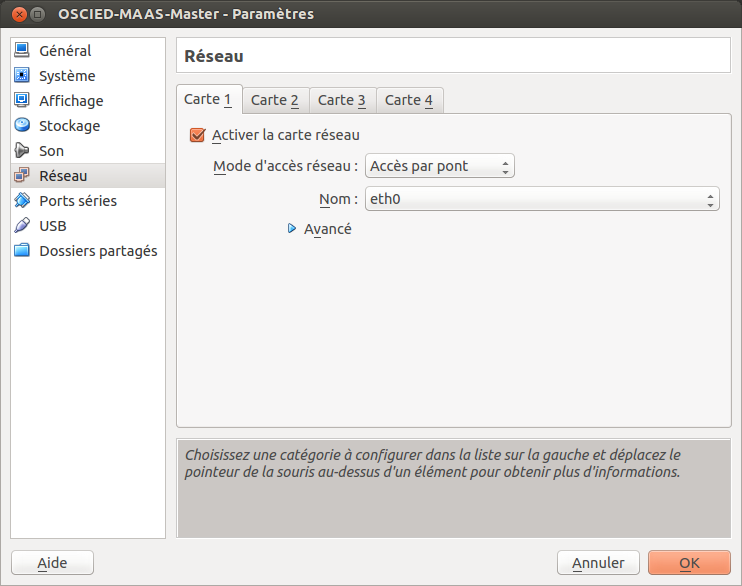 OSCIED-MAAS-Master - Paramètres
Général
Système
Affichage
Stockage
Son
Réseau
Ports séries
USB
Dossiers partagés
Réseau
Carte 1 Carte 2 Carte 3 Carte 4
Activer la carte réseau
Mode d'accès réseau : Accès par pont
Nom : eth0
Avancé
Choisissez une catégorie à configurer dans la liste sur la gauche et déplacez le
pointeur de la souris au-dessus d'un élément pour obtenir plus d'informations.
Aide Annuler OK